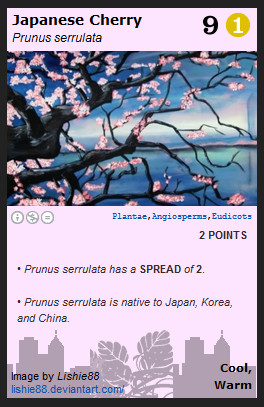 Japanese Cherry 9 1
Prunus serrulata
Plantae,Angiosperms,Eudicots
2 POINTS
• Prunus serrulata has a SPREAD of 2.
• Prunus serrulata is native to Japan, Korea,
and China.
Cool,
Warm
Image by Lishie88
lishie88.deviantart.com/